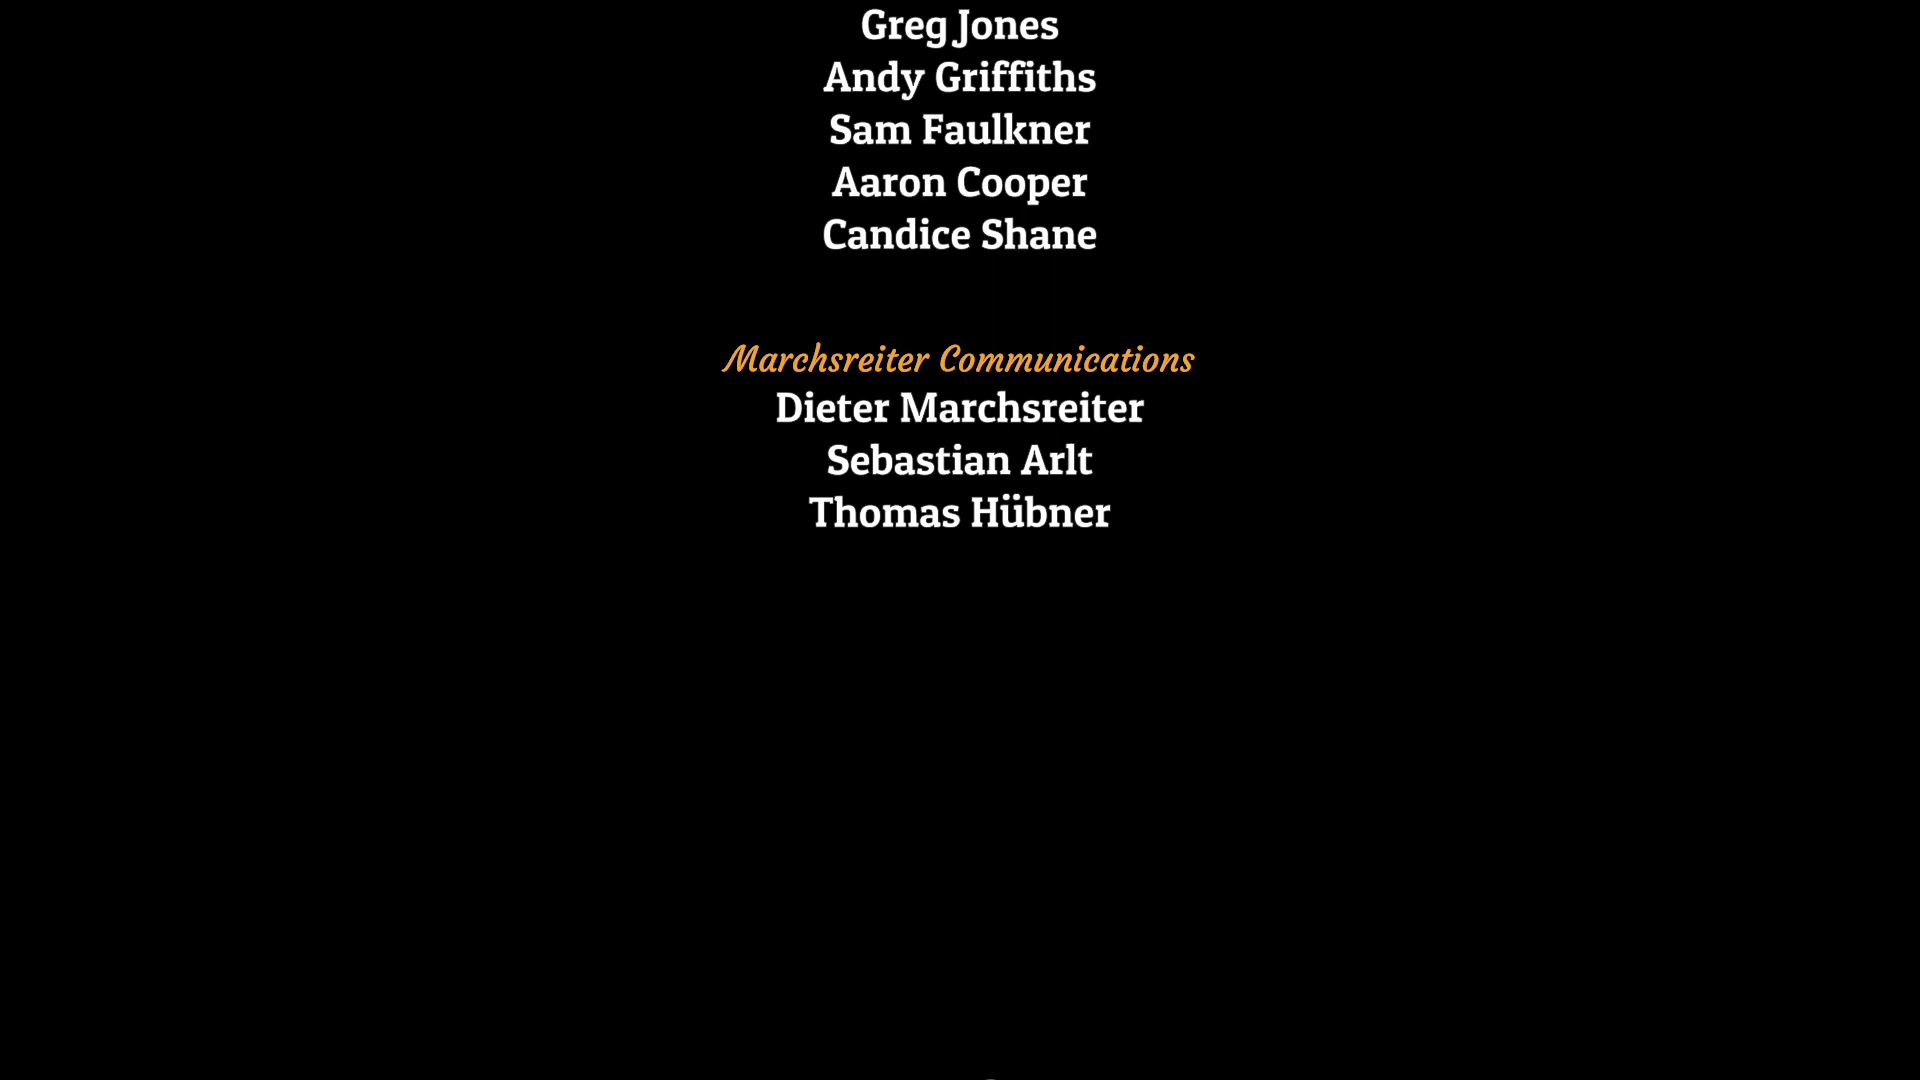 Greg Jones
Andy Griffiths
Sam Faulkner
Aaron Cooper
Candice Shane
Marchsreiter Communications
Dieter Marchsreiter
Sebastian Arlt
Thomas Hübner